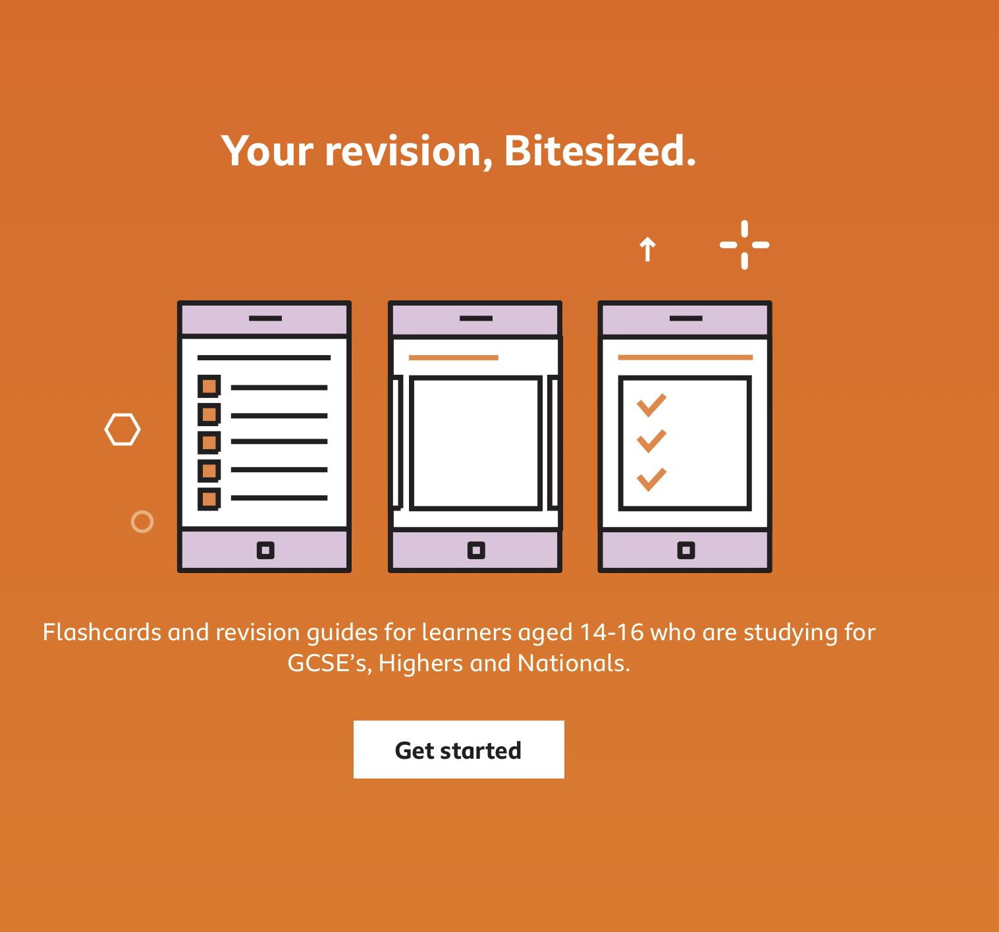 Your revision, Bitesized.
Flashcards and revision guides for learners aged 14-16 who are studying for
GCSE’s, Highers and Nationals.
Get started